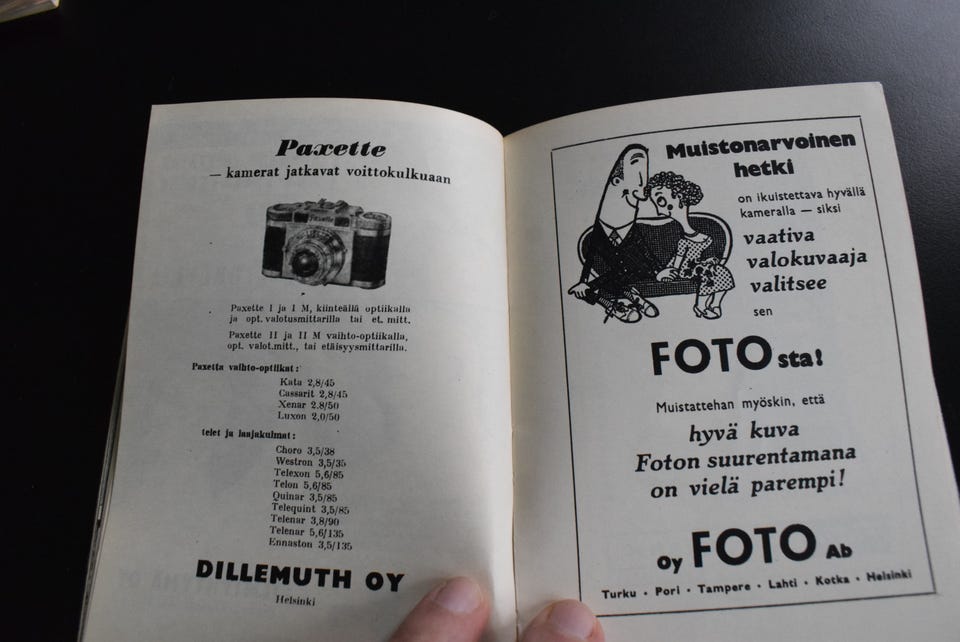 Paxette
— kamerat jatkavat voittokulkuaan
Paxette
Paxette I ja I M, kiinteällä optiikalla
ja opt. valotusmittarilla tai et. mitt.
Paxette II ja II M vaihto-optiikalla,
opt. valot.mitt., tai etäisyysmittarilla.
Paxetta vaihto-optiikat:
Kata 2,8/45
Cassarit 2,8/45
Xenar 2.8/50
Luxon 2,0/50
telet ja laajakulmat:
Choro 3,5/38
Westron 3,5/35
Telexon 5,6/85
Telon 5,6/85
Quinar 3,5/85
Telequint 3,5/85
Telenar 3,8/90
Telenar 5,6/135
Ennaston 3,5/135
DILLEMUTH OY
Helsinki
Muistonarvoinen
hetki
on ikuistettava hyvällä
kameralla — siksi
vaativa
valokuvaaja
valitsee
sen
FOTOsta!
Muistattehan myöskin, että
hyvä kuva
Foton suurentamana
on vielä parempi!
Oy FOTO Ab
Turku • Pori • Tampere • Lahti • Kotka • Helsinki